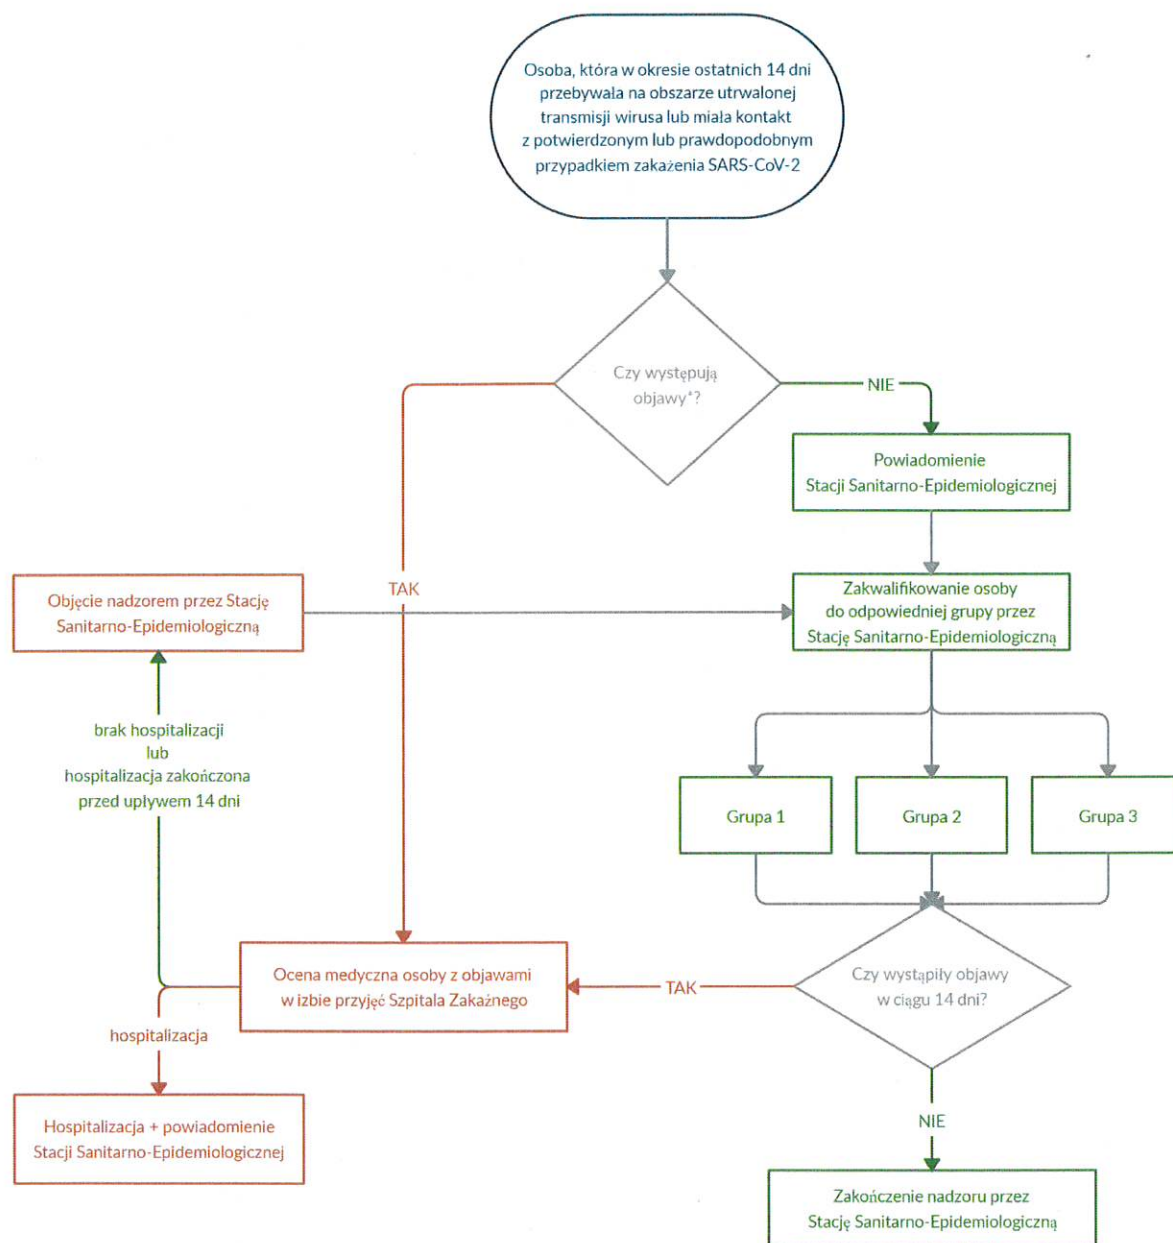 Osoba, która w okresie ostatnich 14 dni
przebywała na obszarze utrwalonej
transmisji wirusa lub miała kontakt
z potwierdzonym lub prawdopodobnym
przypadkiem zakażenia SARS-CoV-2
Czy występują
objawy*?
NIE
Powiadomienie
Stacji Sanitarno-Epidemiologicznej
TAK
Objęcie nadzorem przez Stację
Sanitarno-Epidemiologiczną
Zakwalifikowanie osoby
do odpowiedniej grupy przez
Stację Sanitarno-Epidemiologiczną
brak hospitalizacji
lub
hospitalizacja zakończona
przed upływem 14 dni
Grupa 1
Grupa 2
Grupa 3
Ocena medyczna osoby z objawami
w izbie przyjęć Szpitala Zakaźnego
TAK
Czy wystąpiły objawy
w ciągu 14 dni?
hospitalizacja
Hospitalizacja + powiadomienie
Stacji Sanitarno-Epidemiologicznej
NIE
Zakończenie nadzoru przez
Stację Sanitarno-Epidemiologiczną